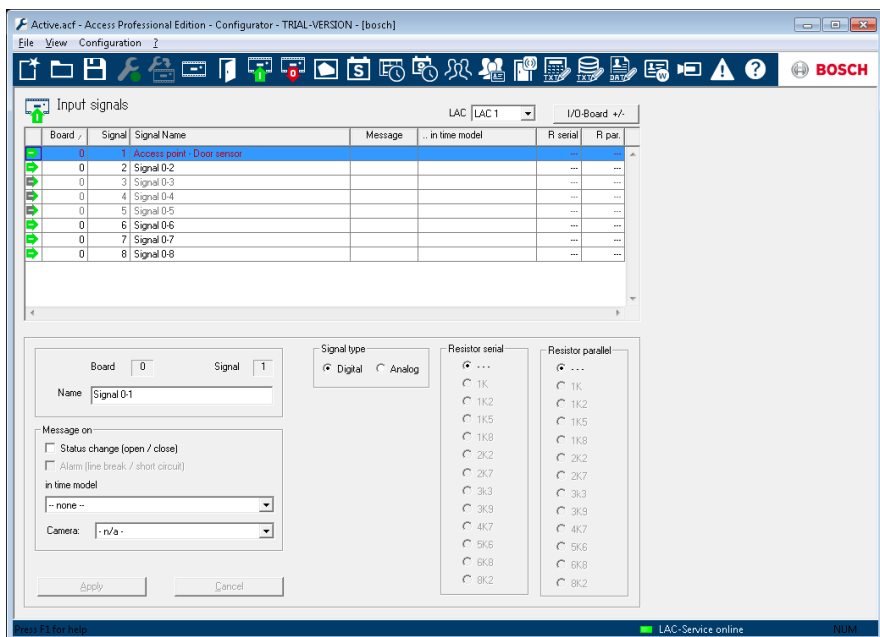 Active.acf - Access Professional Edition - Configurator - TRIAL-VERSION - [bosch]
File View Configuration ?
TXT TXT DATA W ? BOSCH
Input signals
LAC LAC 1 I/O-Board +/-
Board / Signal Signal Name Message .. in time model R serial R par.
0 1 Access point - Door sensor --- ---
0 2 Signal 0-2 --- ---
0 3 Signal 0-3 --- ---
0 4 Signal 0-4 --- ---
0 5 Signal 0-5 --- ---
0 6 Signal 0-6 --- ---
0 7 Signal 0-7 --- ---
0 8 Signal 0-8 --- ---
Board 0 Signal 1
Name Signal 0-1
Message on
Status change (open / close)
Alarm (line break / short circuit)
in time model
-- none --
Camera: - n/a -
Apply Cancel
Signal type
Digital Analog
Resistor serial
- - -
1K
1K2
1K5
1K8
2K2
2K7
3k3
3K9
4K7
5K6
6K8
8K2
Resistor parallel
- - -
1K
1K2
1K5
1K8
2K2
2K7
3k3
3K9
4K7
5K6
6K8
8K2
Press F1 for help LAC-Service online NUM